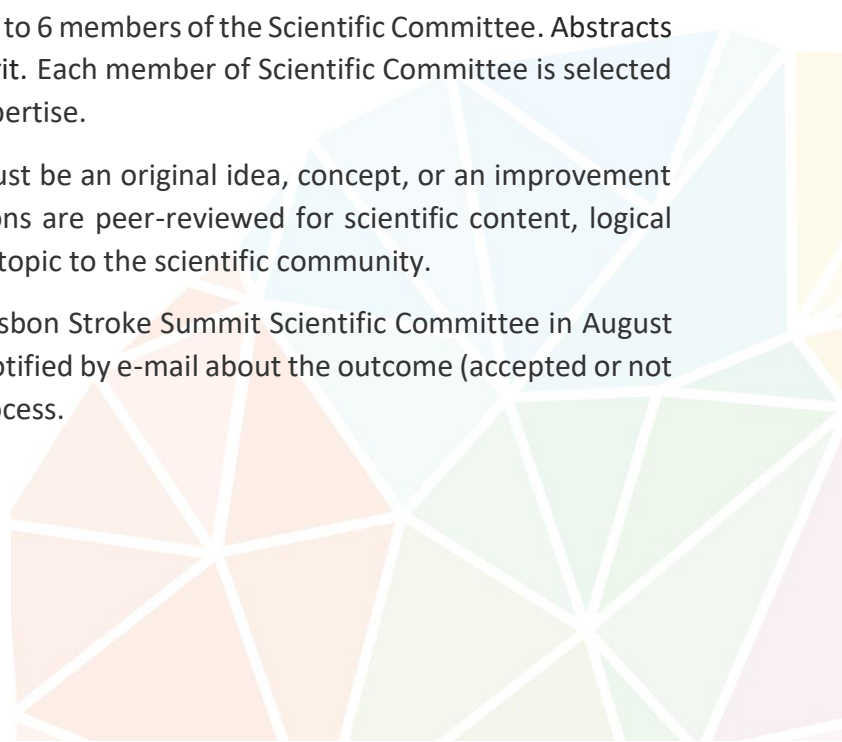 to 6 members of the Scientific Committee. Abstracts
rit. Each member of Scientific Committee is selected
pertise.
ust be an original idea, concept, or an improvement
ons are peer-reviewed for scientific content, logical
topic to the scientific community.
sbon Stroke Summit Scientific Committee in August
otified by e-mail about the outcome (accepted or not
ocess.